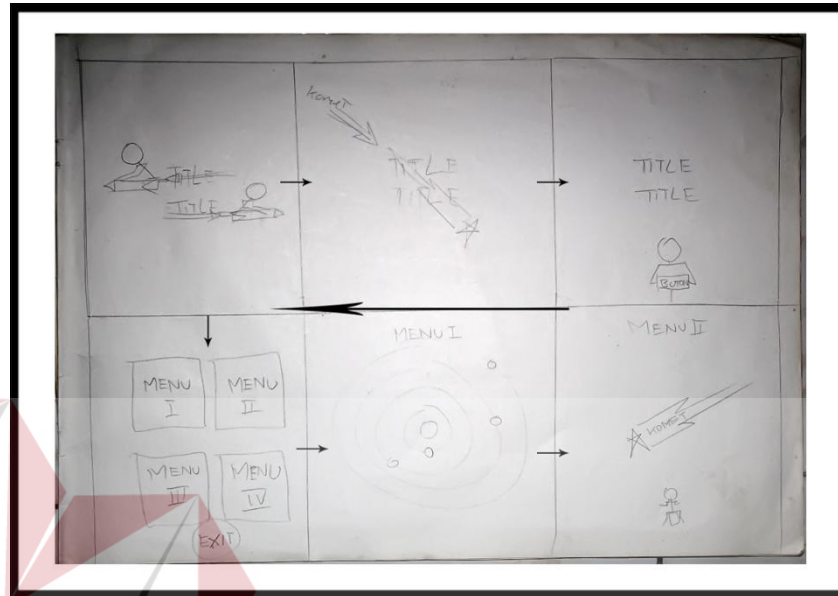 TITLE
TITLE
KOMET
TITLE
TITLE
TITLE
TITLE
BUTTON
MENU
I
MENU
II
MENU
III
MENU
IV
EXIT
MENU I
MENU II
KOMET